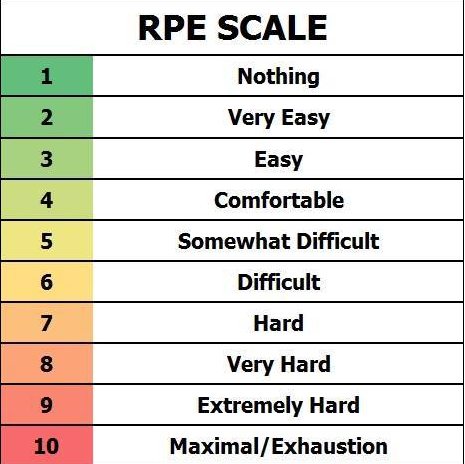 RPE SCALE
1 Nothing
2 Very Easy
3 Easy
4 Comfortable
5 Somewhat Difficult
6 Difficult
7 Hard
8 Very Hard
9 Extremely Hard
10 Maximal/Exhaustion